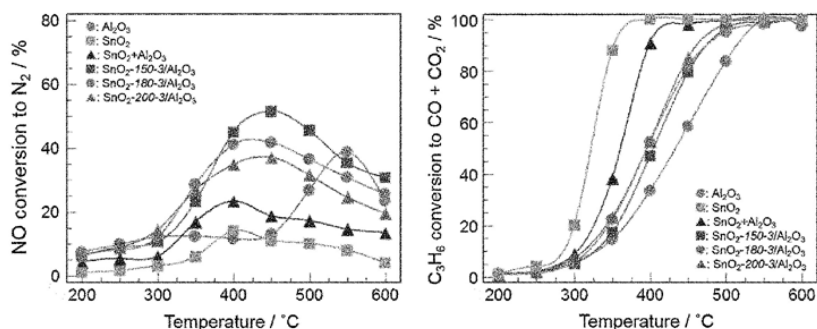 80
60
40
20
0
NO conversion to N₂ / %
200 300 400 500 600
Temperature / °C
: Al₂O₃
: SnO₂
: SnO₂+Al₂O₃
: SnO₂-150-3/Al₂O₃
: SnO₂-180-3/Al₂O₃
: SnO₂-200-3/Al₂O₃
100
80
60
40
20
0
C₃H₆ conversion to CO + CO₂ / %
200 300 400 500 600
Temperature / °C
: Al₂O₃
: SnO₂
: SnO₂+Al₂O₃
: SnO₂-150-3/Al₂O₃
: SnO₂-180-3/Al₂O₃
: SnO₂-200-3/Al₂O₃